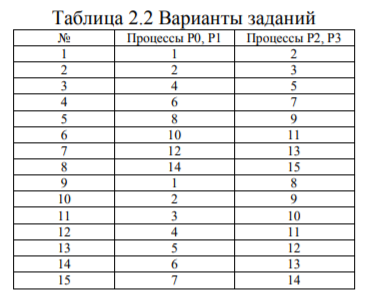 Таблица 2.2 Варианты заданий
№ Процессы P0, P1 Процессы P2, P3
1 1 2
2 2 3
3 4 5
4 6 7
5 8 9
6 10 11
7 12 13
8 14 15
9 1 8
10 2 9
11 3 10
12 4 11
13 5 12
14 6 13
15 7 14